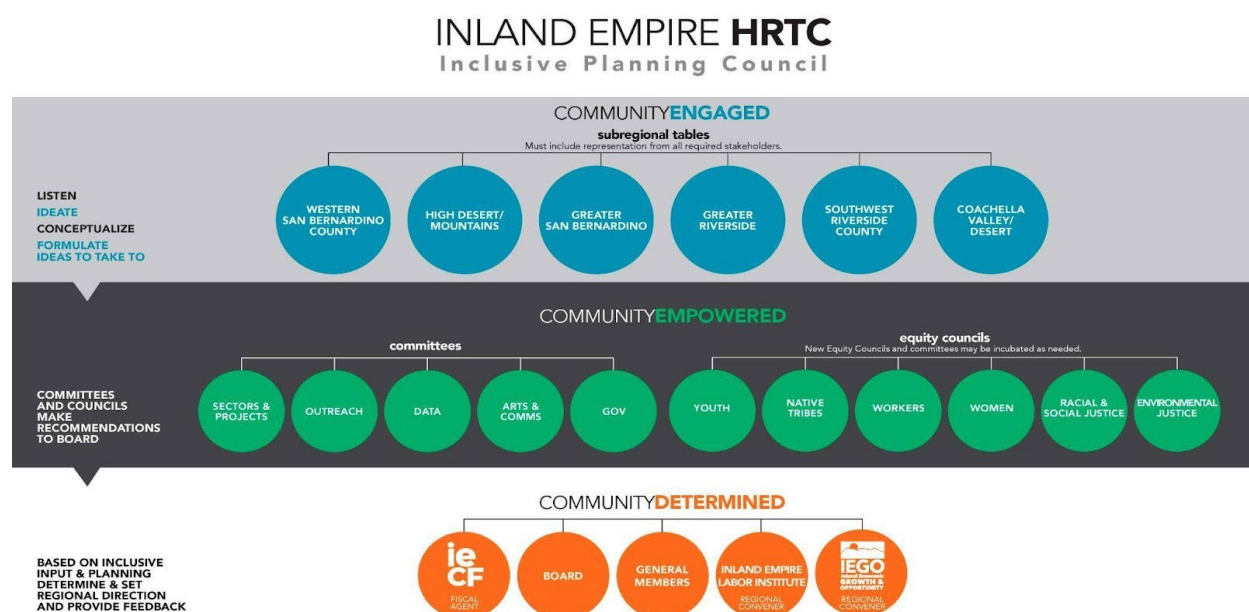 INLAND EMPIRE HRTC
Inclusive Planning Council
COMMUNITYENGAGED
subregional tables
Must include representation from all required stakeholders.
LISTEN
IDEATE
CONCEPTUALIZE
FORMULATE
IDEAS TO TAKE TO
WESTERN
SAN BERNARDINO
COUNTY
HIGH DESERT/
MOUNTAINS
GREATER
SAN BERNARDINO
GREATER
RIVERSIDE
SOUTHWEST
RIVERSIDE
COUNTY
COACHELLA
VALLEY/
DESERT
COMMUNITYEMPOWERED
committees
equity councils
New Equity Councils and committees may be incubated as needed.
COMMITTEES
AND COUNCILS
MAKE
RECOMMENDATIONS
TO BOARD
SECTORS &
PROJECTS
OUTREACH
DATA
ARTS &
COMMS
GOV
YOUTH
NATIVE
TRIBES
WORKERS
WOMEN
RACIAL &
SOCIAL JUSTICE
ENVIRONMENTAL
JUSTICE
COMMUNITYDETERMINED
BASED ON INCLUSIVE
INPUT & PLANNING
DETERMINE & SET
REGIONAL DIRECTION
AND PROVIDE FEEDBACK
ie
CF
FISCAL
AGENT
BOARD
GENERAL
MEMBERS
INLAND EMPIRE
LABOR INSTITUTE
REGIONAL
CONVENER
IEGO
Inland Economic
GROWTH &
OPPORTUNITY
REGIONAL
CONVENER